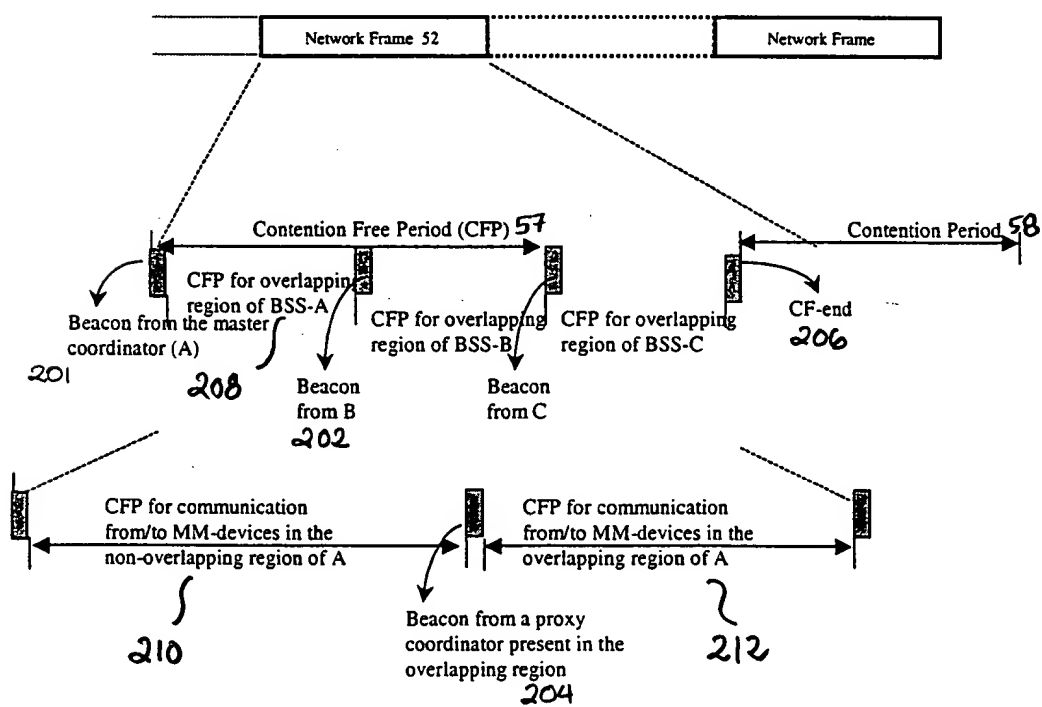 Network Frame 52
Network Frame
Contention Free Period (CFP) 57
Contention Period 58
CFP for overlapping
region of BSS-A
Beacon from the master
coordinator (A)
201
208
CFP for overlapping
region of BSS-B
CFP for overlapping
region of BSS-C
CF-end
206
Beacon
from B
202
Beacon
from C
CFP for communication
from/to MM-devices in the
non-overlapping region of A
CFP for communication
from/to MM-devices in the
overlapping region of A
210
Beacon from a proxy
coordinator present in the
overlapping region
204
212